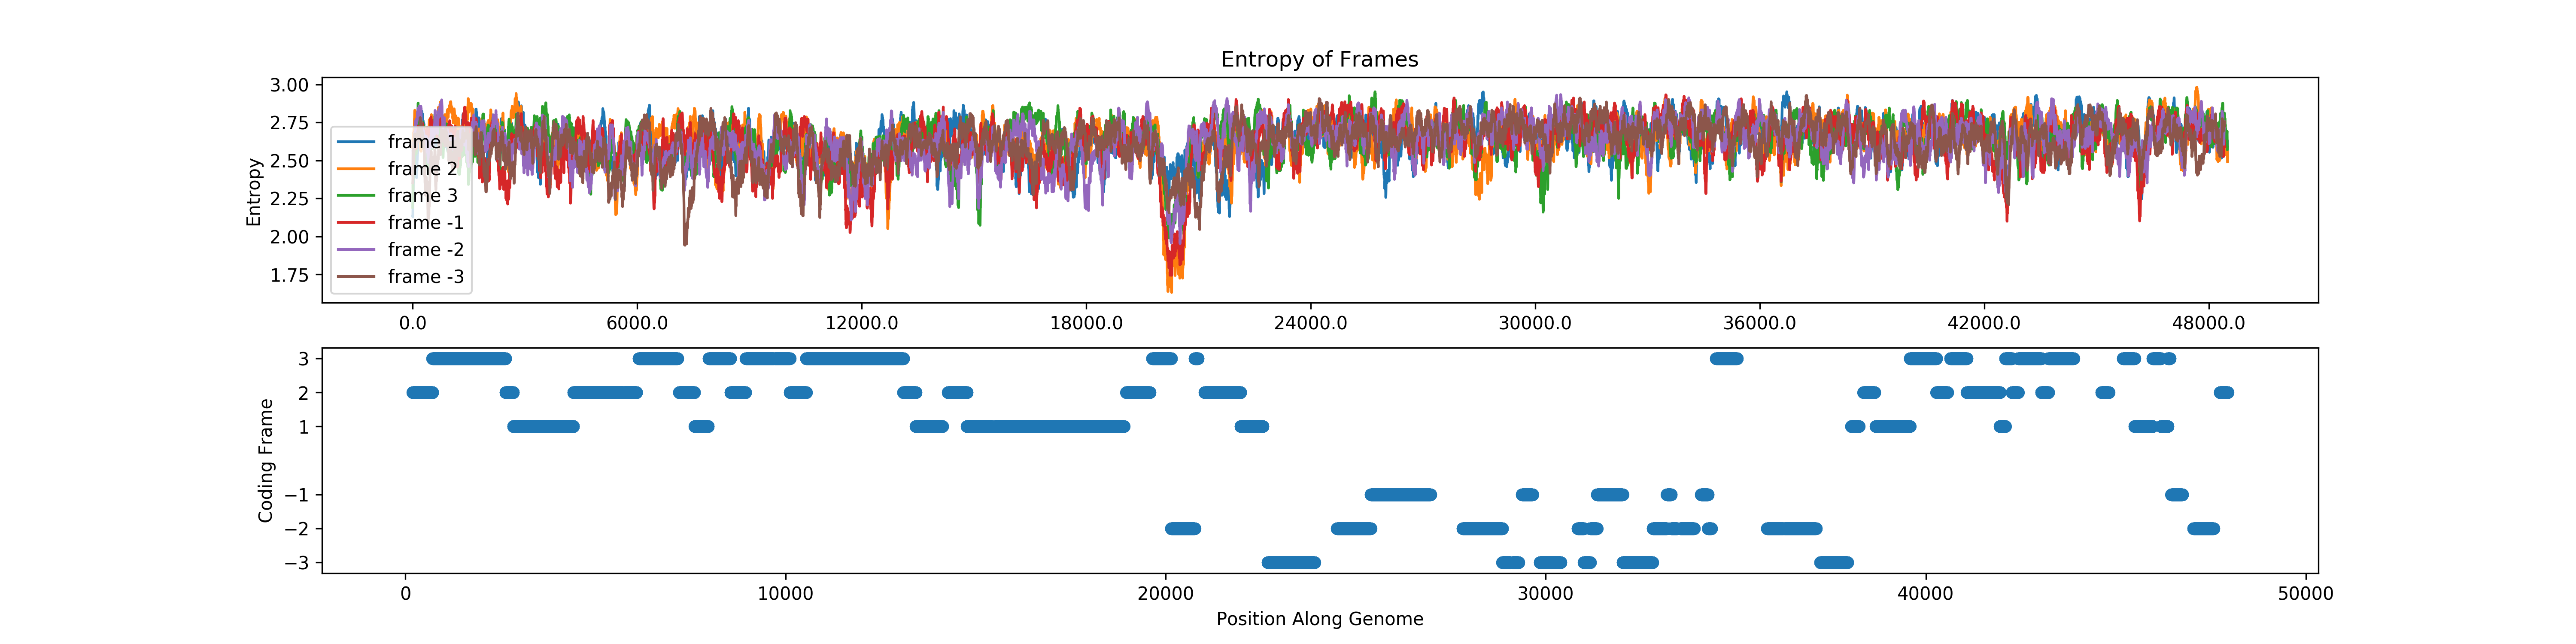 Entropy of Frames
3.00
2.75
2.50
2.25
2.00
1.75
Entropy
frame 1
frame 2
frame 3
frame -1
frame -2
frame -3
0.0 6000.0 12000.0 18000.0 24000.0 30000.0 36000.0 42000.0 48000.0
3
2
1
−1
−2
−3
Coding Frame
0 10000 20000 30000 40000 50000
Position Along Genome